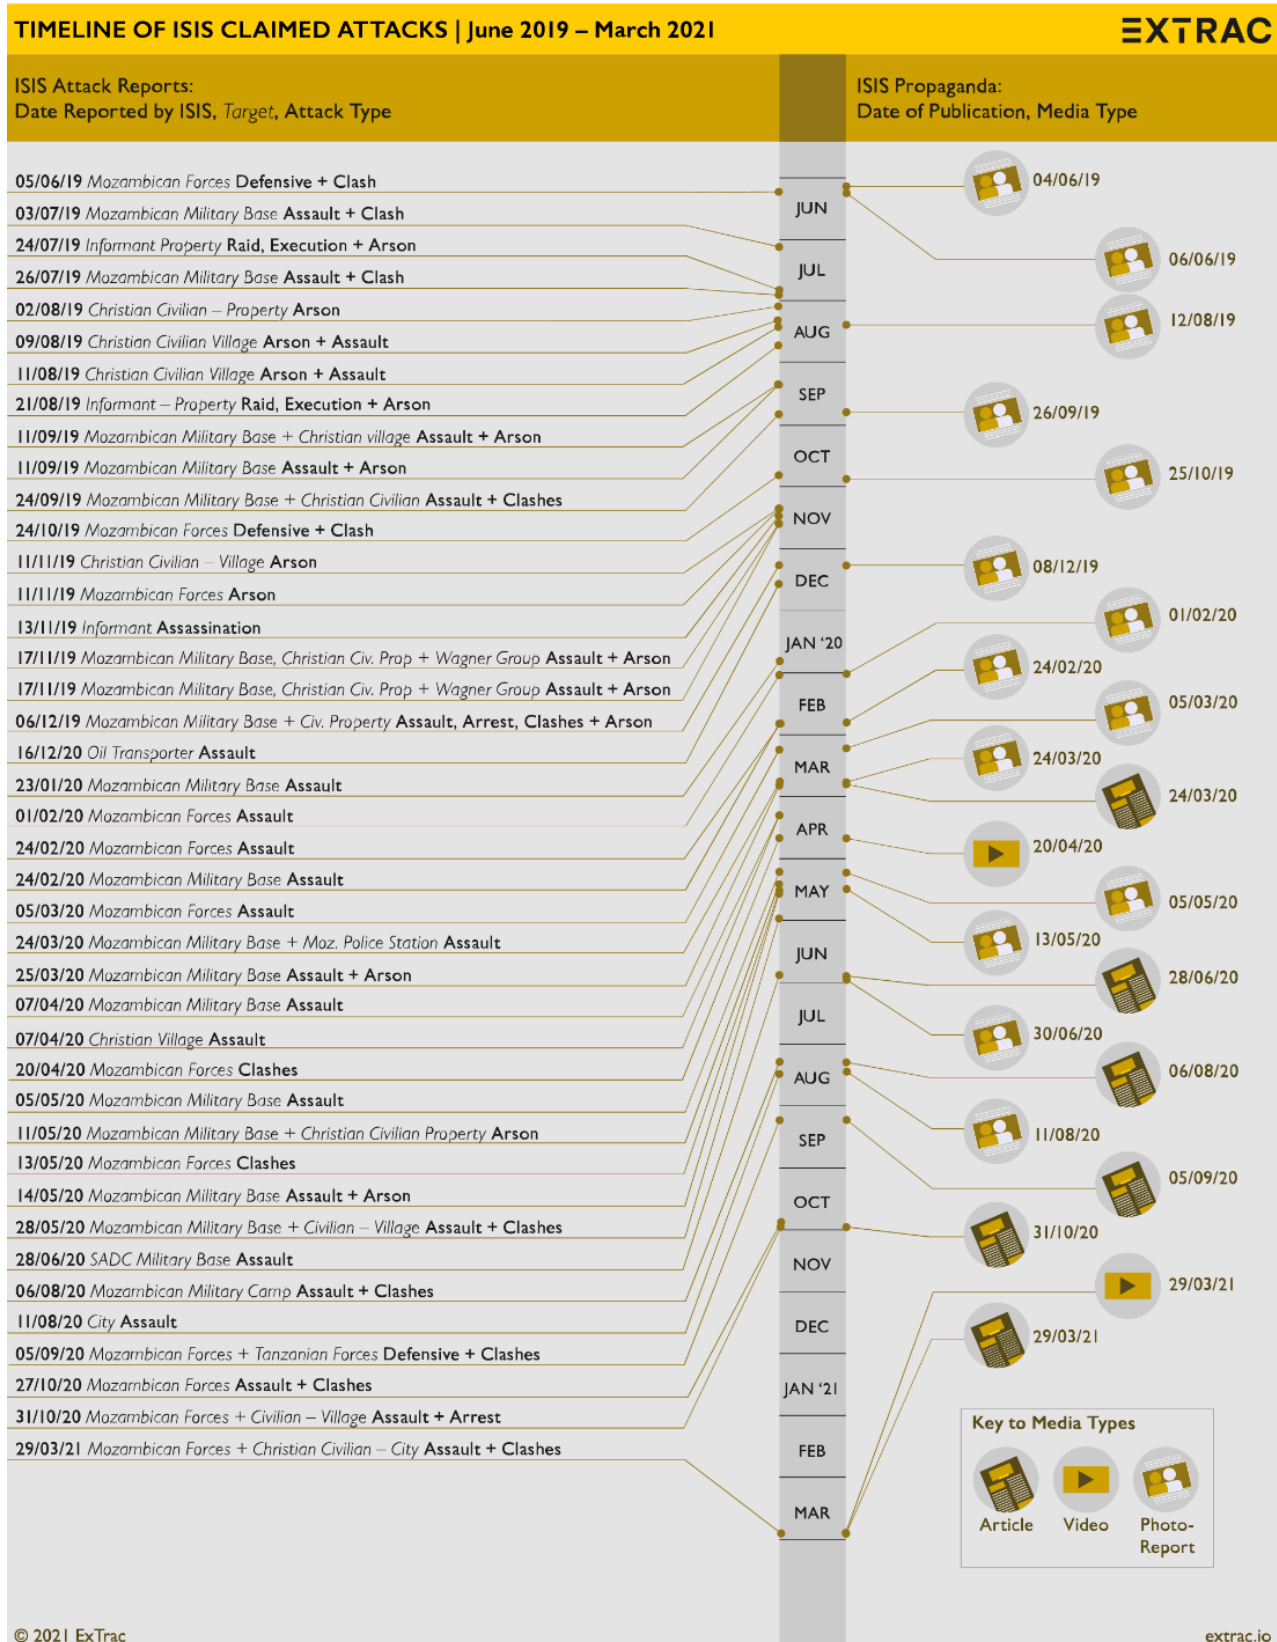 TIMELINE OF ISIS CLAIMED ATTACKS | June 2019 – March 2021
EXTRAC
ISIS Attack Reports:
Date Reported by ISIS, Target, Attack Type
ISIS Propaganda:
Date of Publication, Media Type
05/06/19 Mozambican Forces Defensive + Clash
03/07/19 Mozambican Military Base Assault + Clash
24/07/19 Informant Property Raid, Execution + Arson
26/07/19 Mozambican Military Base Assault + Clash
02/08/19 Christian Civilian – Property Arson
09/08/19 Christian Civilian Village Arson + Assault
11/08/19 Christian Civilian Village Arson + Assault
21/08/19 Informant – Property Raid, Execution + Arson
11/09/19 Mozambican Military Base + Christian village Assault + Arson
11/09/19 Mozambican Military Base Assault + Arson
24/09/19 Mozambican Military Base + Christian Civilian Assault + Clashes
24/10/19 Mozambican Forces Defensive + Clash
11/11/19 Christian Civilian – Village Arson
11/11/19 Mozambican Forces Arson
13/11/19 Informant Assassination
17/11/19 Mozambican Military Base, Christian Civ. Prop + Wagner Group Assault + Arson
17/11/19 Mozambican Military Base, Christian Civ. Prop + Wagner Group Assault + Arson
06/12/19 Mozambican Military Base + Civ. Property Assault, Arrest, Clashes + Arson
16/12/20 Oil Transporter Assault
23/01/20 Mozambican Military Base Assault
01/02/20 Mozambican Forces Assault
24/02/20 Mozambican Forces Assault
24/02/20 Mozambican Military Base Assault
05/03/20 Mozambican Forces Assault
24/03/20 Mozambican Military Base + Moz. Police Station Assault
25/03/20 Mozambican Military Base Assault + Arson
07/04/20 Mozambican Military Base Assault
07/04/20 Christian Village Assault
20/04/20 Mozambican Forces Clashes
05/05/20 Mozambican Military Base Assault
11/05/20 Mozambican Military Base + Christian Civilian Property Arson
13/05/20 Mozambican Forces Clashes
14/05/20 Mozambican Military Base Assault + Arson
28/05/20 Mozambican Military Base + Civilian – Village Assault + Clashes
28/06/20 SADC Military Base Assault
06/08/20 Mozambican Military Camp Assault + Clashes
11/08/20 City Assault
05/09/20 Mozambican Forces + Tanzanian Forces Defensive + Clashes
27/10/20 Mozambican Forces Assault + Clashes
31/10/20 Mozambican Forces + Civilian – Village Assault + Arrest
29/03/21 Mozambican Forces + Christian Civilian – City Assault + Clashes
JUN
JUL
AUG
SEP
OCT
NOV
DEC
JAN ‘20
FEB
MAR
APR
MAY
JUN
JUL
AUG
SEP
OCT
NOV
DEC
JAN ‘21
FEB
MAR
04/06/19
06/06/19
12/08/19
26/09/19
25/10/19
08/12/19
01/02/20
24/02/20
05/03/20
24/03/20
24/03/20
20/04/20
05/05/20
13/05/20
28/06/20
30/06/20
06/08/20
11/08/20
05/09/20
31/10/20
29/03/21
29/03/21
Key to Media Types
Article
Video
Photo-
Report
© 2021 ExTrac
extrac.io